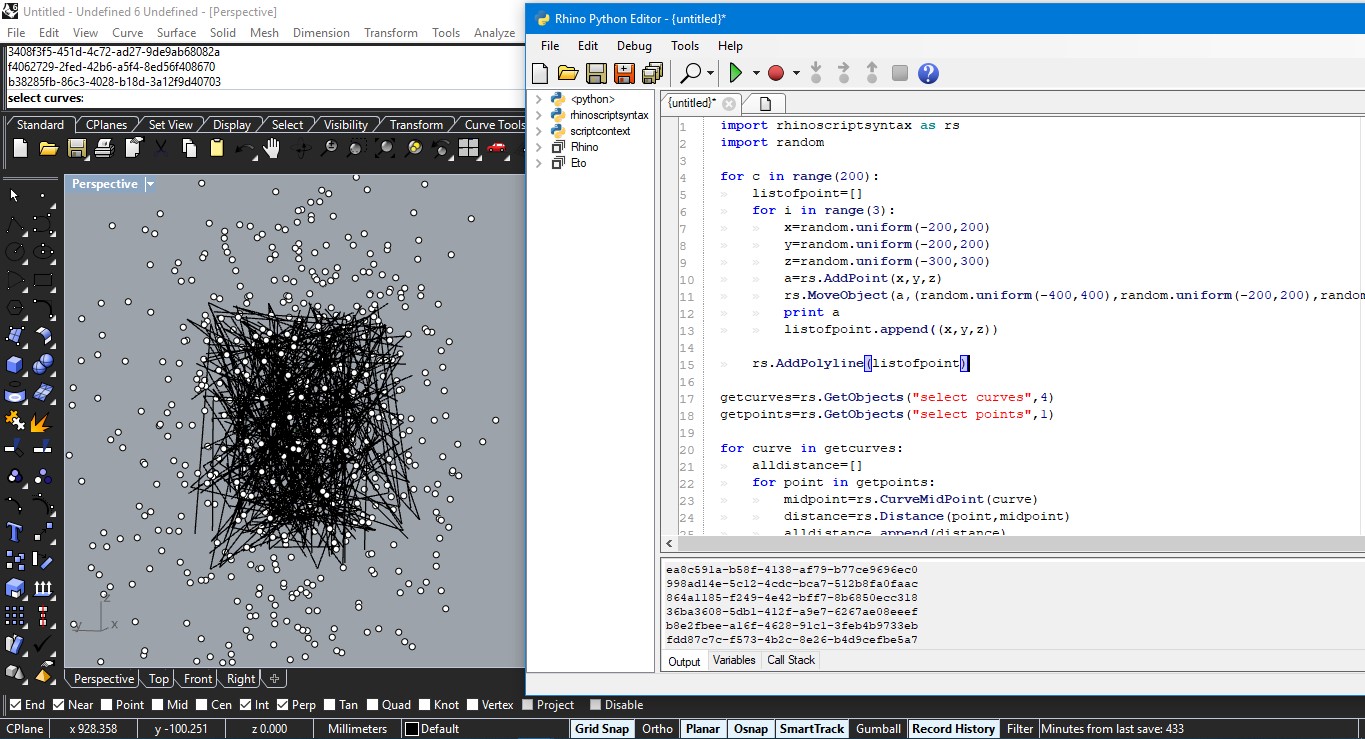 Untitled - Undefined 6 Undefined - [Perspective]
File Edit View Curve Surface Solid Mesh Dimension Transform Tools Analyze
3408f3f5-451d-4c72-ad27-9de9ab68082a
f4062729-2fed-42b6-a5f4-8ed56f408670
b38285fb-86c3-4028-b18d-3a12f9d40703
select curves:
Standard CPlanes Set View Display Select Visibility Transform Curve Tools
Perspective
z
y x
Perspective Top Front Right
Rhino Python Editor - {untitled}*
File Edit Debug Tools Help
<python>
rhinoscriptsyntax
scriptcontext
Rhino
Eto
{untitled}*
1 import rhinoscriptsyntax as rs
2 import random
3
4 for c in range(200):
5 listofpoint=[]
6 for i in range(3):
7 x=random.uniform(-200,200)
8 y=random.uniform(-200,200)
9 z=random.uniform(-300,300)
10 a=rs.AddPoint(x,y,z)
11 rs.MoveObject(a,(random.uniform(-400,400),random.uniform(-200,200),random
12 print a
13 listofpoint.append((x,y,z))
14
15 rs.AddPolyline(listofpoint)
16
17 getcurves=rs.GetObjects("select curves",4)
18 getpoints=rs.GetObjects("select points",1)
19
20 for curve in getcurves:
21 alldistance=[]
22 for point in getpoints:
23 midpoint=rs.CurveMidPoint(curve)
24 distance=rs.Distance(point,midpoint)
25 alldistance.append(distance)
ea8c591a-b58f-4138-af79-b77ce9696ec0
998ad14e-5c12-4cdc-bca7-512b8fa0faac
864a1185-f249-4e42-bff7-8b6850ecc318
36ba3608-5db1-412f-a9e7-6267ae08eeef
b8e2fbee-a16f-4628-91c1-3feb4b9733eb
fdd87c7c-f573-4b2c-8e26-b4d9cefbe5a7
Output Variables Call Stack
End Near Point Mid Cen Int Perp Tan Quad Knot Vertex Project Disable
CPlane x 928.358 y -100.251 z 0.000 Millimeters Default Grid Snap Ortho Planar Osnap SmartTrack Gumball Record History Filter Minutes from last save: 433